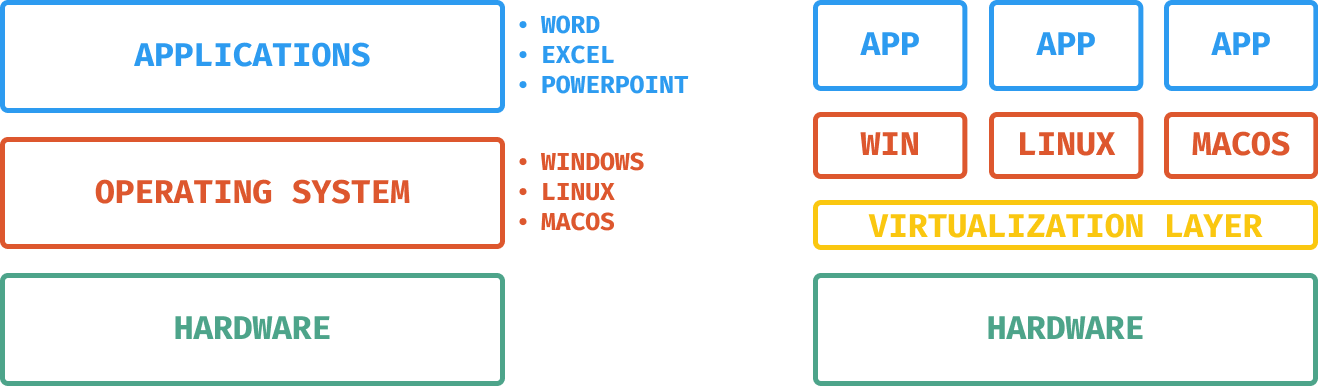 APPLICATIONS
• WORD
• EXCEL
• POWERPOINT
OPERATING SYSTEM
• WINDOWS
• LINUX
• MACOS
HARDWARE
APP
APP
APP
WIN
LINUX
MACOS
VIRTUALIZATION LAYER
HARDWARE